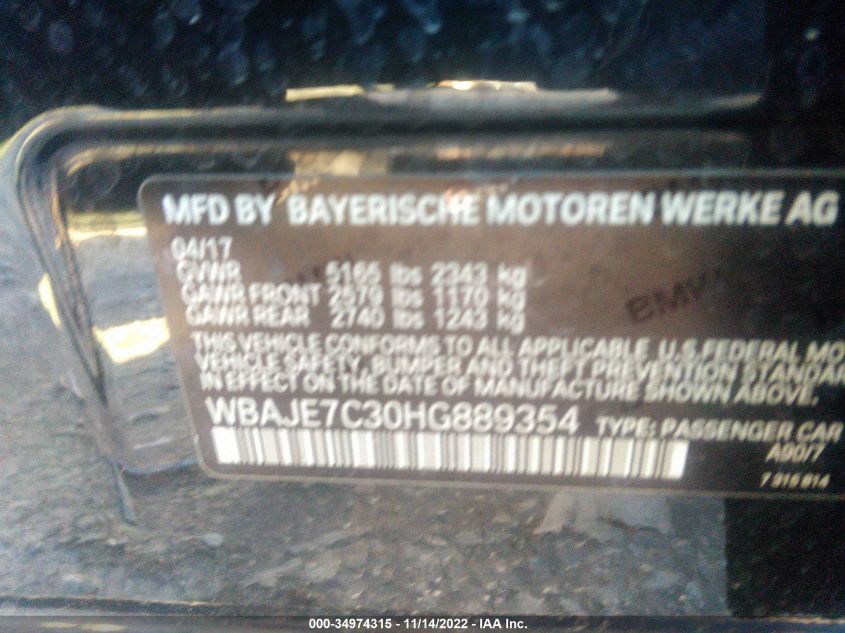 MFD BY BAYERISCHE MOTOREN WERKE AG
04/17
GVWR 5165 lbs 2343 kg
GAWR FRONT 2579 lbs 1170 kg
GAWR REAR 2740 lbs 1243 kg
BMW
THIS VEHICLE CONFORMS TO ALL APPLICABLE U.S. FEDERAL MO
VEHICLE SAFETY, BUMPER AND THEFT PREVENTION STANDAR
IN EFFECT ON THE DATE OF MANUFACTURE SHOWN ABOVE.
WBAJE7C30HG889354 TYPE: PASSENGER CAR
A90/7
000-34974315 - 11/14/2022 - IAA Inc.